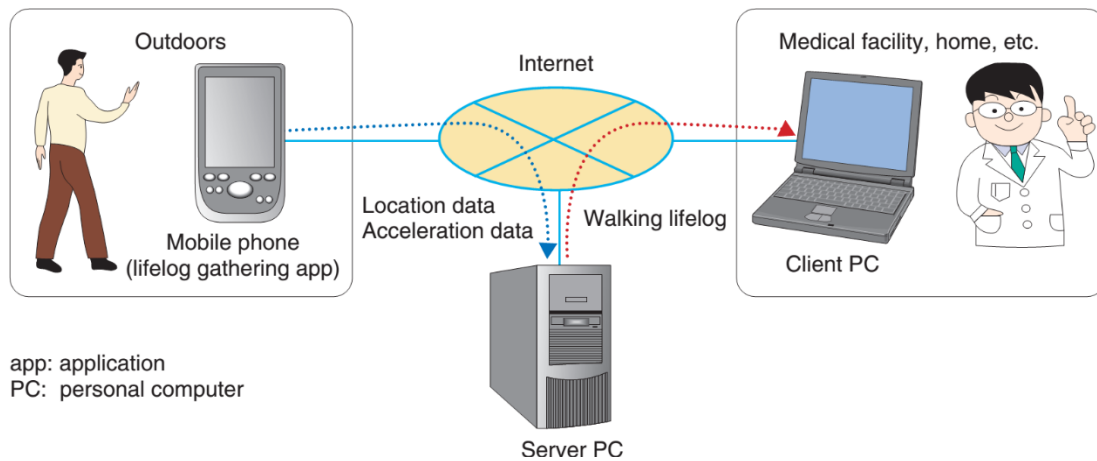 Outdoors
Mobile phone
(lifelog gathering app)
Internet
Location data
Acceleration data
Walking lifelog
Medical facility, home, etc.
Client PC
Server PC
app: application
PC: personal computer